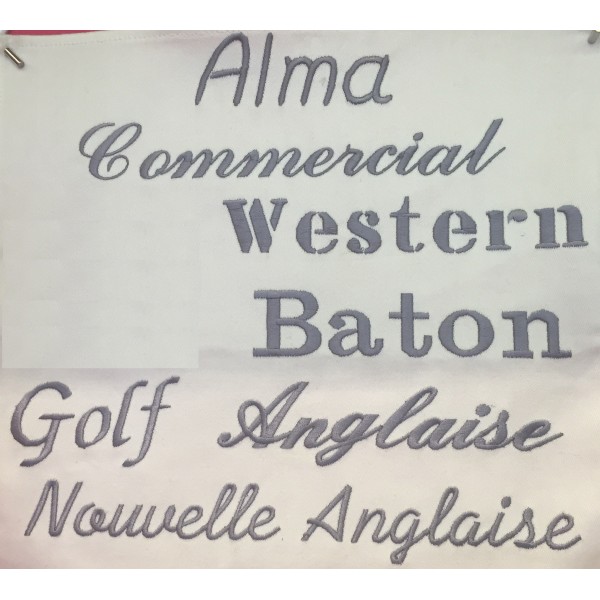 Alma
Commercial
Western
Baton
Golf Anglaise
Nouvelle Anglaise